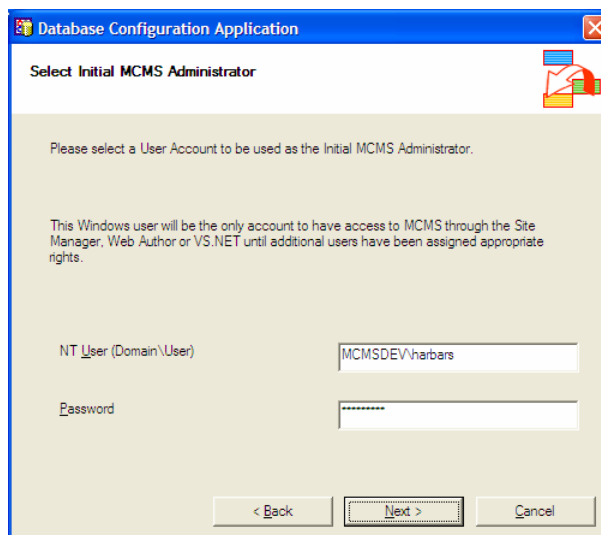 Database Configuration Application
Select Initial MCMS Administrator
Please select a User Account to be used as the Initial MCMS Administrator.
This Windows user will be the only account to have access to MCMS through the Site
Manager, Web Author or VS.NET until additional users have been assigned appropriate
rights.
NT User (Domain\User)
MCMSDEV\harbars
Password
*********
< Back
Next >
Cancel